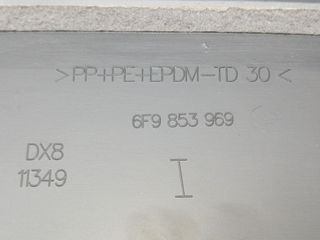 >PP+PE+EPDM-TD 30<
6F9 853 969
DX8
11349